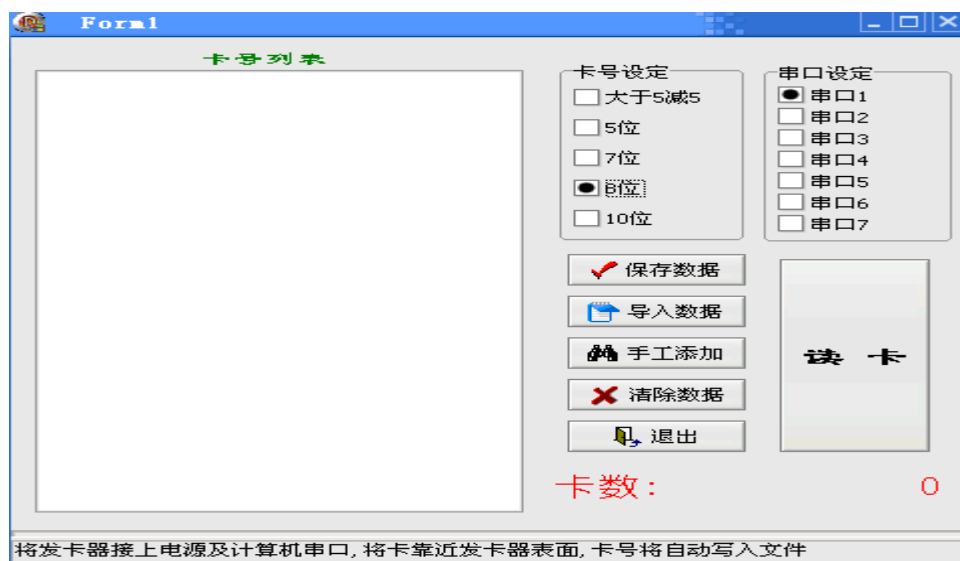 Form1
卡号列表
卡号设定
大于5减5
5位
7位
8位
10位
串口设定
串口1
串口2
串口3
串口4
串口5
串口6
串口7
保存数据
导入数据
手工添加
清除数据
退出
读 卡
卡数: 0
将发卡器接上电源及计算机串口,将卡靠近发卡器表面,卡号将自动写入文件